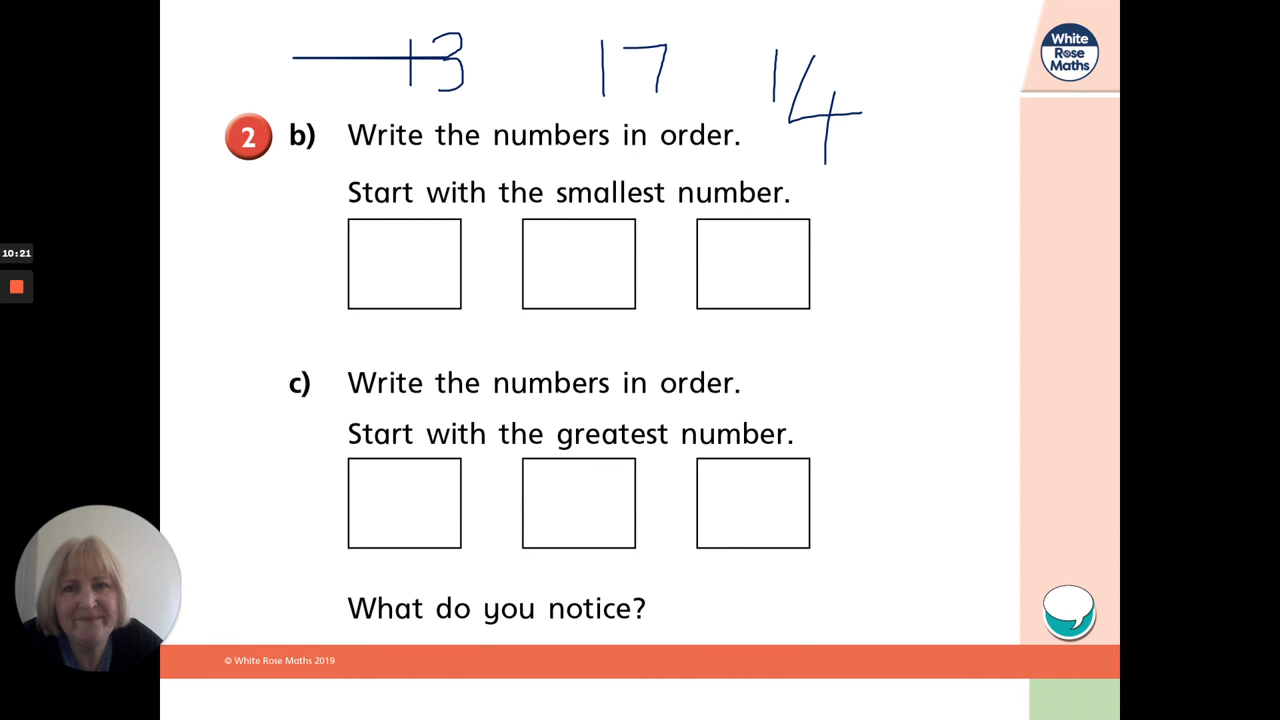 13 17 14
White
Rose
Maths
2 b) Write the numbers in order.
Start with the smallest number.
10:21
c) Write the numbers in order.
Start with the greatest number.
What do you notice?
© White Rose Maths 2019